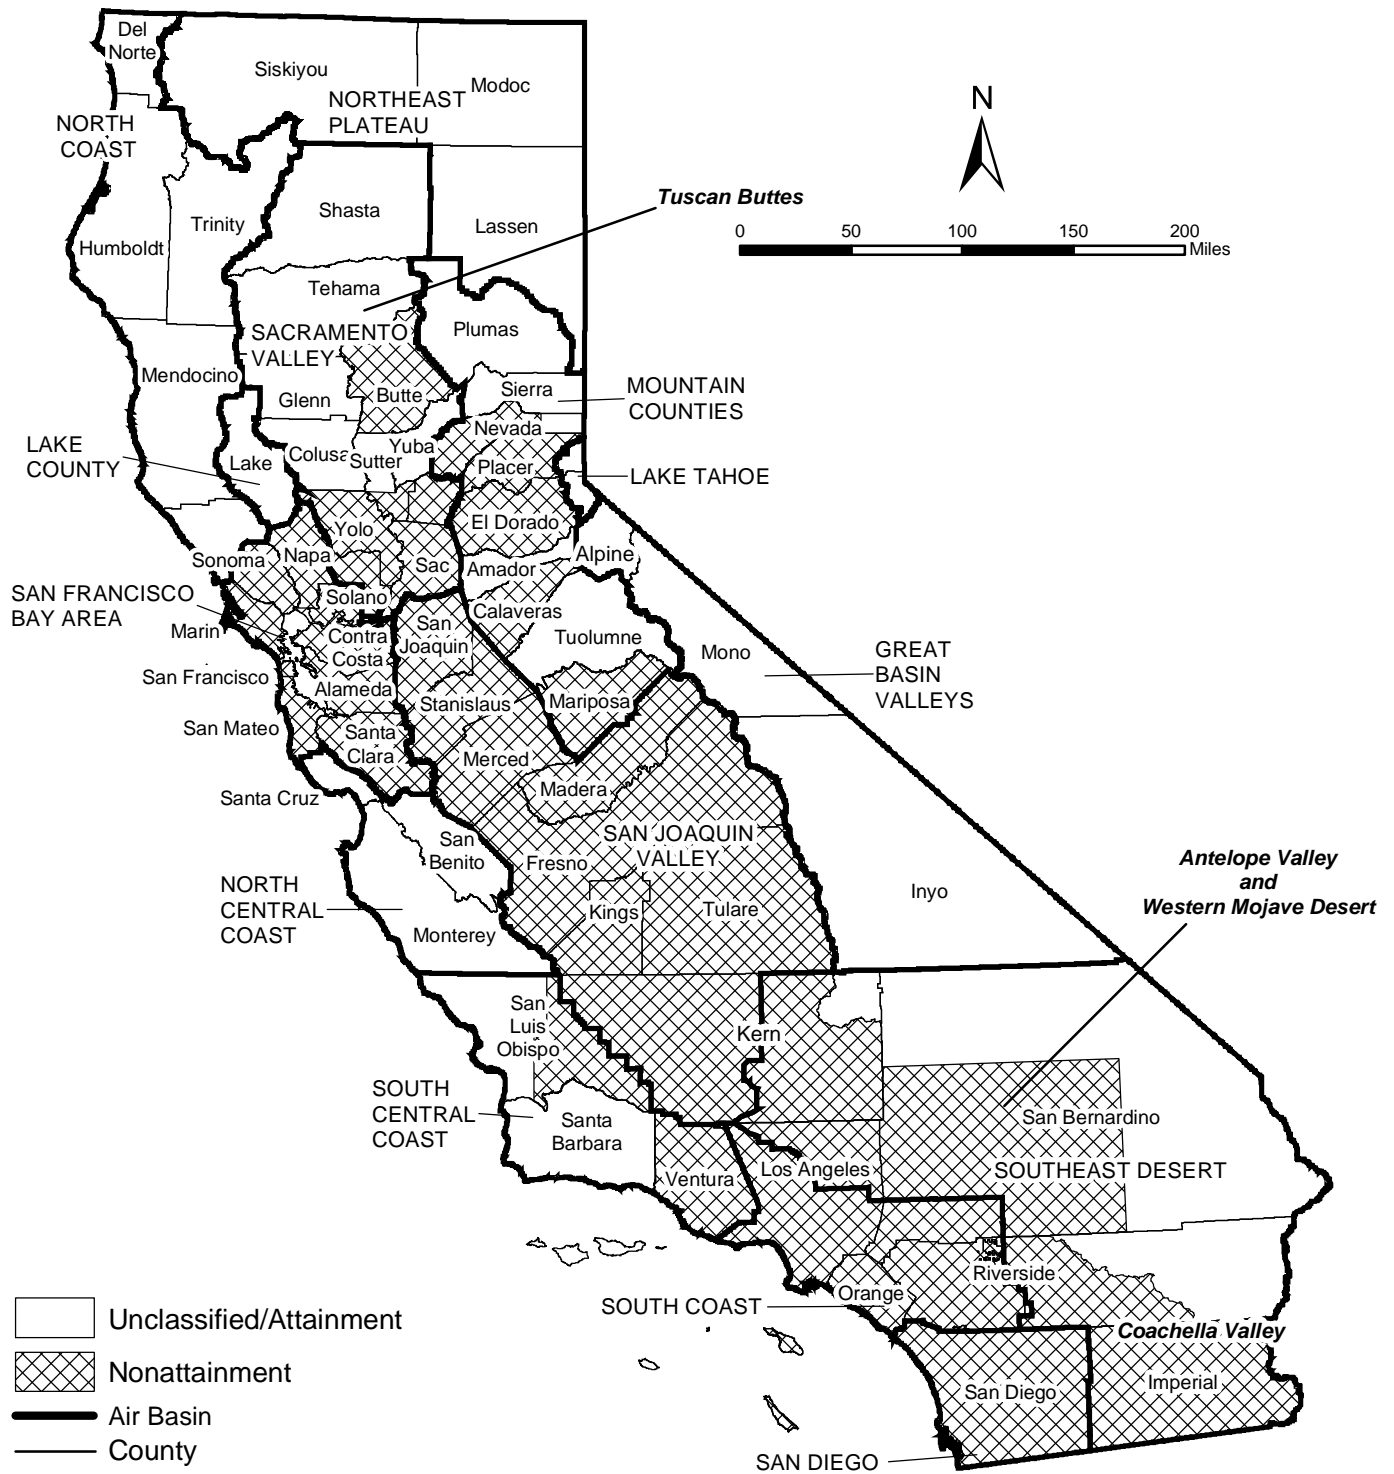 Del
Norte
Siskiyou
Modoc
NORTHEAST
PLATEAU
N
NORTH
COAST
Tuscan Buttes
Shasta
Trinity
Lassen
Humboldt
0 50 100 150 200
Miles
Tehama
Plumas
SACRAMENTO
VALLEY
Mendocino
Glenn
Butte
Sierra
MOUNTAIN
COUNTIES
Nevada
LAKE
COUNTY
Lake
Colusa
Sutter
Yuba
Placer
LAKE TAHOE
Yolo
El Dorado
Sonoma
Napa
Sac
Amador
Alpine
SAN FRANCISCO
BAY AREA
Solano
Calaveras
Marin
Contra
Costa
San
Joaquin
Tuolumne
Mono
GREAT
BASIN
VALLEYS
San Francisco
Alameda
Stanislaus
Mariposa
San Mateo
Santa
Clara
Merced
Madera
Santa Cruz
San
Benito
Fresno
SAN JOAQUIN
VALLEY
Antelope Valley
and
Western Mojave Desert
NORTH
CENTRAL
COAST
Kings
Tulare
Inyo
Monterey
San
Luis
Obispo
Kern
SOUTH
CENTRAL
COAST
Santa
Barbara
San Bernardino
Ventura
Los Angeles
SOUTHEAST DESERT
Riverside
Orange
SOUTH COAST
Coachella Valley
San Diego
Imperial
SAN DIEGO
Unclassified/Attainment
Nonattainment
Air Basin
County